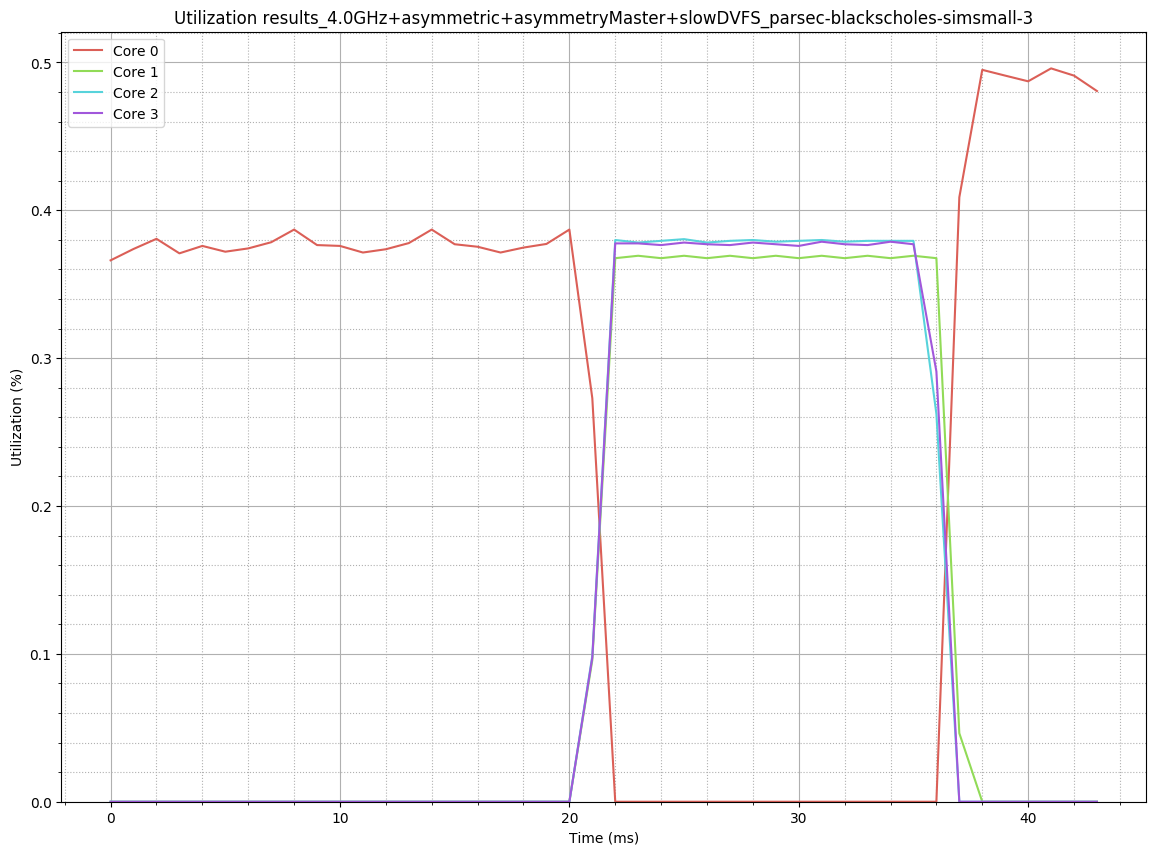 Utilization results_4.0GHz+asymmetric+asymmetryMaster+slowDVFS_parsec-blackscholes-simsmall-3
Core 0
Core 1
Core 2
Core 3
Utilization (%)
0.5
0.4
0.3
0.2
0.1
0.0
0 10 20 30 40
Time (ms)